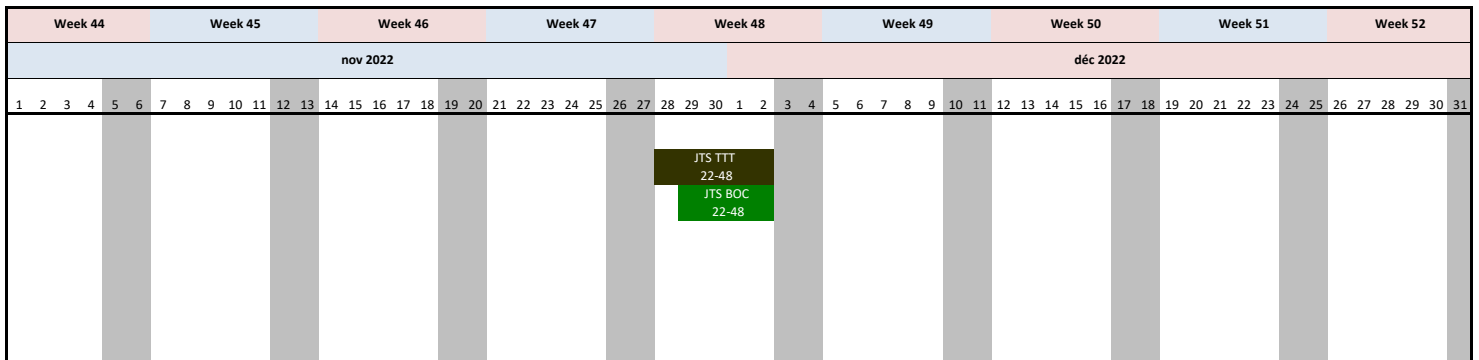 Week 44 Week 45 Week 46 Week 47 Week 48 Week 49 Week 50 Week 51 Week 52
nov 2022 déc 2022
1 2 3 4 5 6 7 8 9 10 11 12 13 14 15 16 17 18 19 20 21 22 23 24 25 26 27 28 29 30 1 2 3 4 5 6 7 8 9 10 11 12 13 14 15 16 17 18 19 20 21 22 23 24 25 26 27 28 29 30 31
JTS TTT
22-48
JTS BOC
22-48